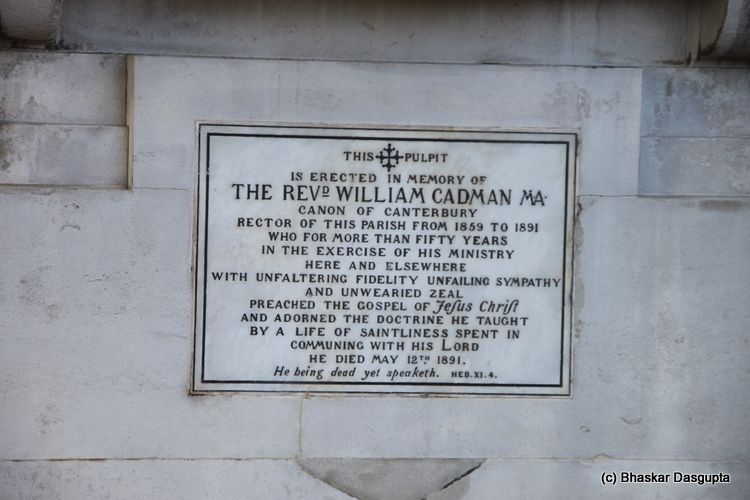 THIS PULPIT
IS ERECTED IN MEMORY OF
THE REVD WILLIAM CADMAN MA.
CANON OF CANTERBURY
RECTOR OF THIS PARISH FROM 1859 TO 1891
WHO FOR MORE THAN FIFTY YEARS
IN THE EXERCISE OF HIS MINISTRY
HERE AND ELSEWHERE
WITH UNFALTERING FIDELITY UNFAILING SYMPATHY
AND UNWEARIED ZEAL
PREACHED THE GOSPEL OF Jeſus Chriſt
AND ADORNED THE DOCTRINE HE TAUGHT
BY A LIFE OF SAINTLINESS SPENT IN
COMMUNING WITH HIS LORD
HE DIED MAY 12TH 1891.
He being dead yet speaketh. HEB.XI.4.
(c) Bhaskar Dasgupta